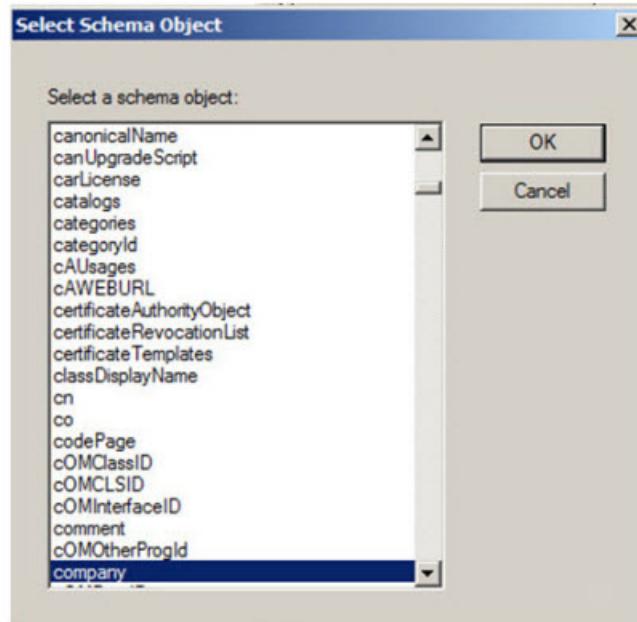 Select Schema Object
Select a schema object:
canonicalName
canUpgradeScript
carLicense
catalogs
categories
categoryId
cAUsages
cAWEBURL
certificateAuthorityObject
certificateRevocationList
certificateTemplates
classDisplayName
cn
co
codePage
cOMClassID
cOMCLSID
cOMInterfaceID
comment
cOMOtherProgId
company
OK
Cancel